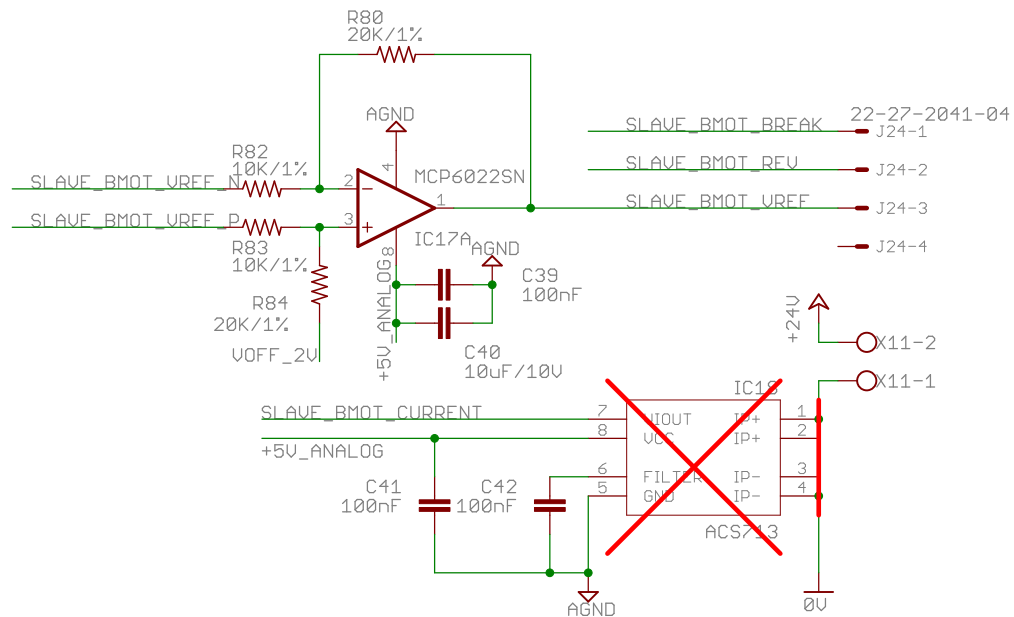 R80
20K/1%
AGND
22-27-2041-04
SLAVE_BMOT_BREAK
J24-1
R82
10K/1%
4
MCP6022SN
SLAVE_BMOT_REV
J24-2
SLAVE_BMOT_VREF_N
2
1
SLAVE_BMOT_VREF
J24-3
SLAVE_BMOT_VREF_P
3
IC17A
R83
10K/1%
8
AGND
J24-4
+5V_ANALOG
C39
100nF
R84
20K/1%
+24V
VOFF_2V
C40
10uF/10V
X11-2
X11-1
IC18
SLAVE_BMOT_CURRENT
7
VIOUT
IP+
1
+5V_ANALOG
8
VCC
IP+
2
6
FILTER
IP-
3
C41
100nF
C42
100nF
5
GND
IP-
4
ACS713
AGND
0V